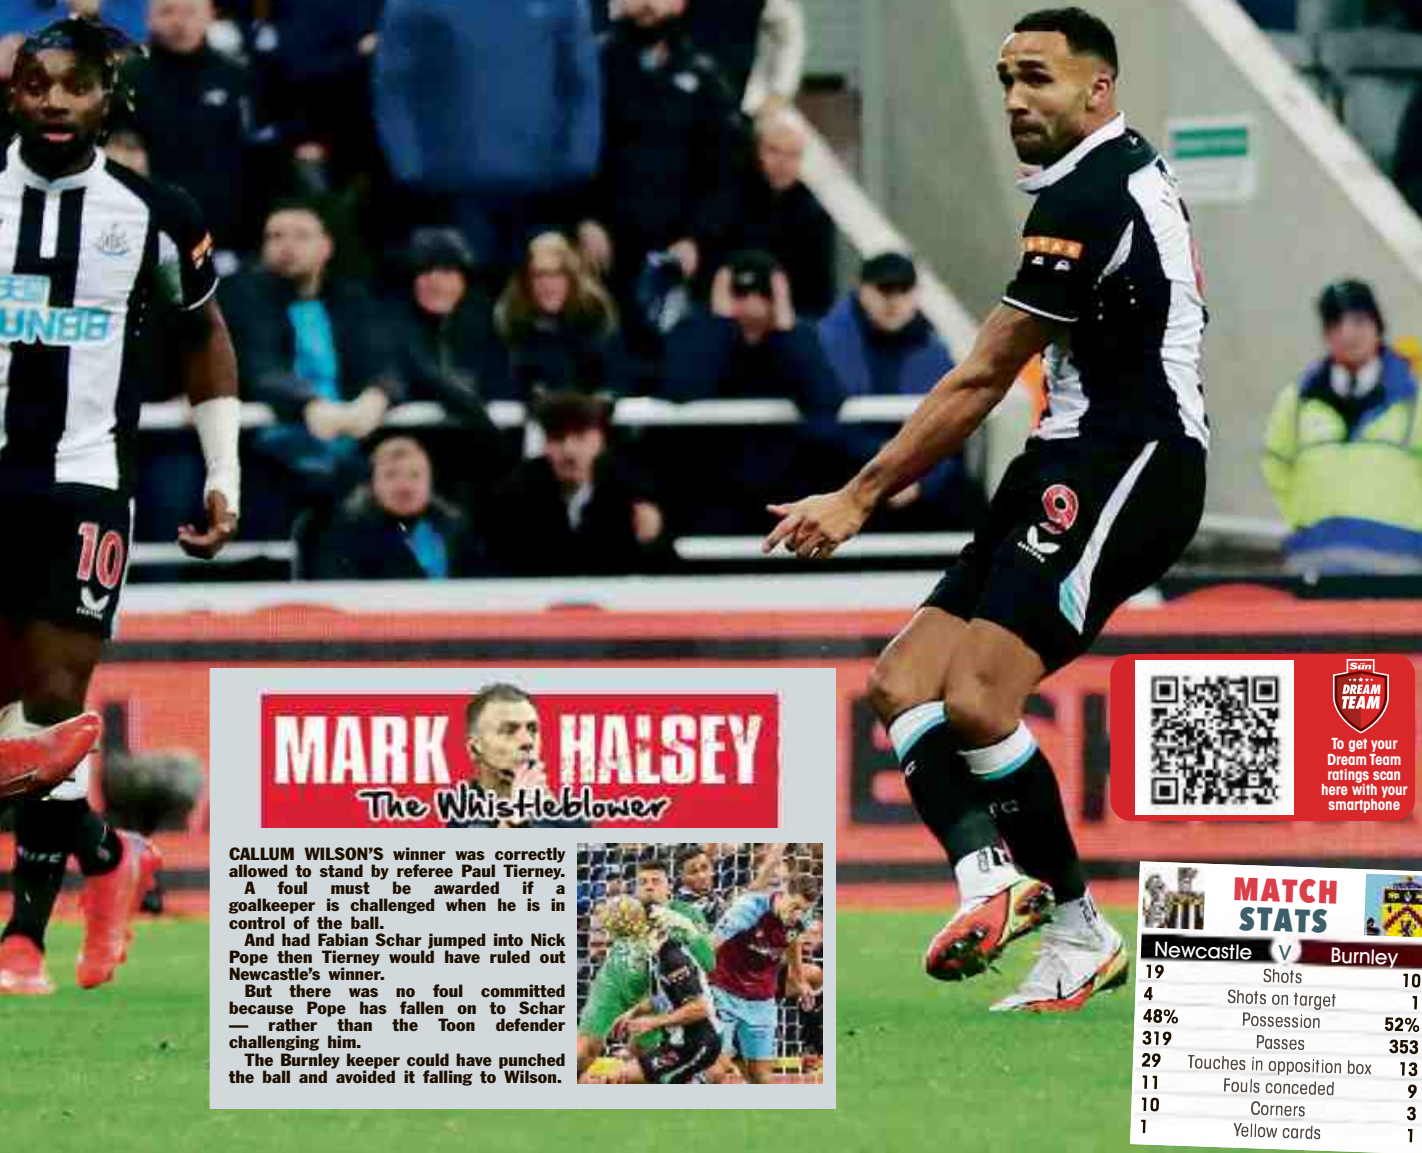 天国
UN88
10
9
MARK HALSEY
The Whistleblower
CALLUM WILSON'S winner was correctly
allowed to stand by referee Paul Tierney.
A foul must be awarded if a
goalkeeper is challenged when he is in
control of the ball.
And had Fabian Schar jumped into Nick
Pope then Tierney would have ruled out
Newcastle's winner.
But there was no foul committed
because Pope has fallen on to Schar
— rather than the Toon defender
challenging him.
The Burnley keeper could have punched
the ball and avoided it falling to Wilson.
The Sun
DREAM
TEAM
To get your
Dream Team
ratings scan
here with your
smartphone
MATCH
STATS
Newcastle V Burnley
19 Shots 10
4 Shots on target 1
48% Possession 52%
319 Passes 353
29 Touches in opposition box 13
11 Fouls conceded 9
10 Corners 3
1 Yellow cards 1